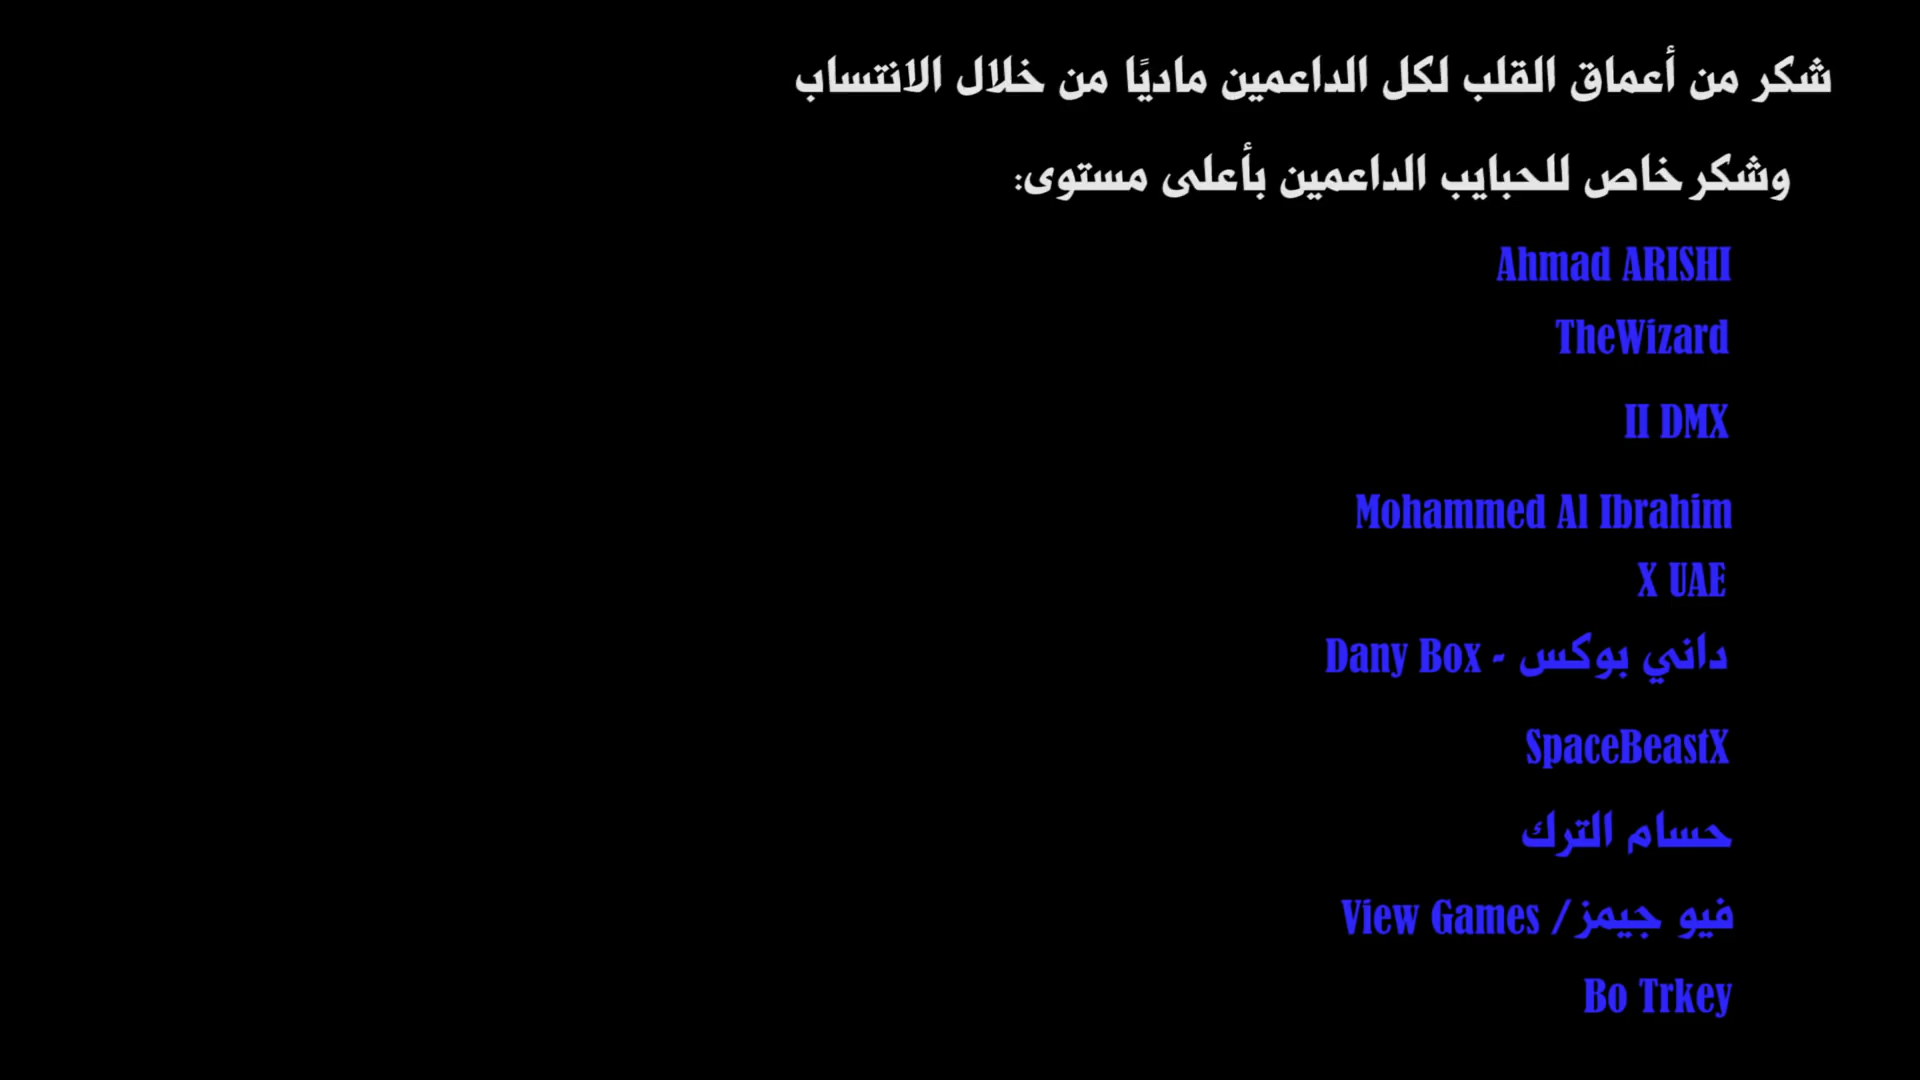 شكر من أعماق القلب لكل الداعمين ماديًا من خلال الانتساب
وشكر خاص للحبايب الداعمين بأعلى مستوى:
Ahmad ARISHI
TheWizard
II DMX
Mohammed Al Ibrahim
X UAE
داني بوكس - Dany Box
SpaceBeastX
حسام الترك
فيو جيمز/ View Games
Bo Trkey